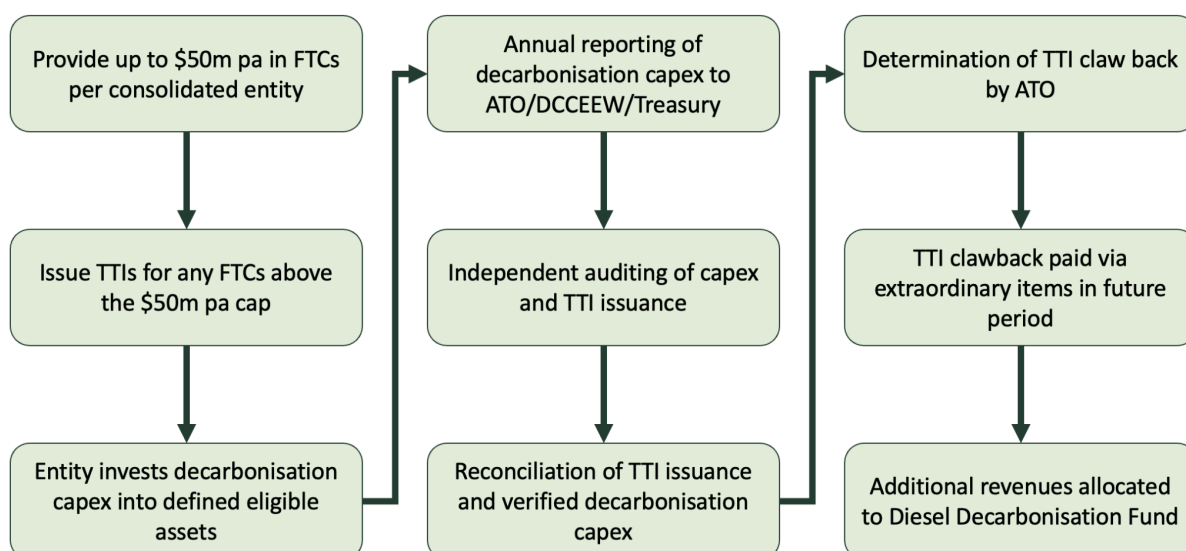 Provide up to $50m pa in FTCs
per consolidated entity
Issue TTIs for any FTCs above
the $50m pa cap
Entity invests decarbonisation
capex into defined eligible
assets
Annual reporting of
decarbonisation capex to
ATO/DCCEEW/Treasury
Independent auditing of capex
and TTI issuance
Reconciliation of TTI issuance
and verified decarbonisation
capex
Determination of TTI claw back
by ATO
TTI clawback paid via
extraordinary items in future
period
Additional revenues allocated
to Diesel Decarbonisation Fund